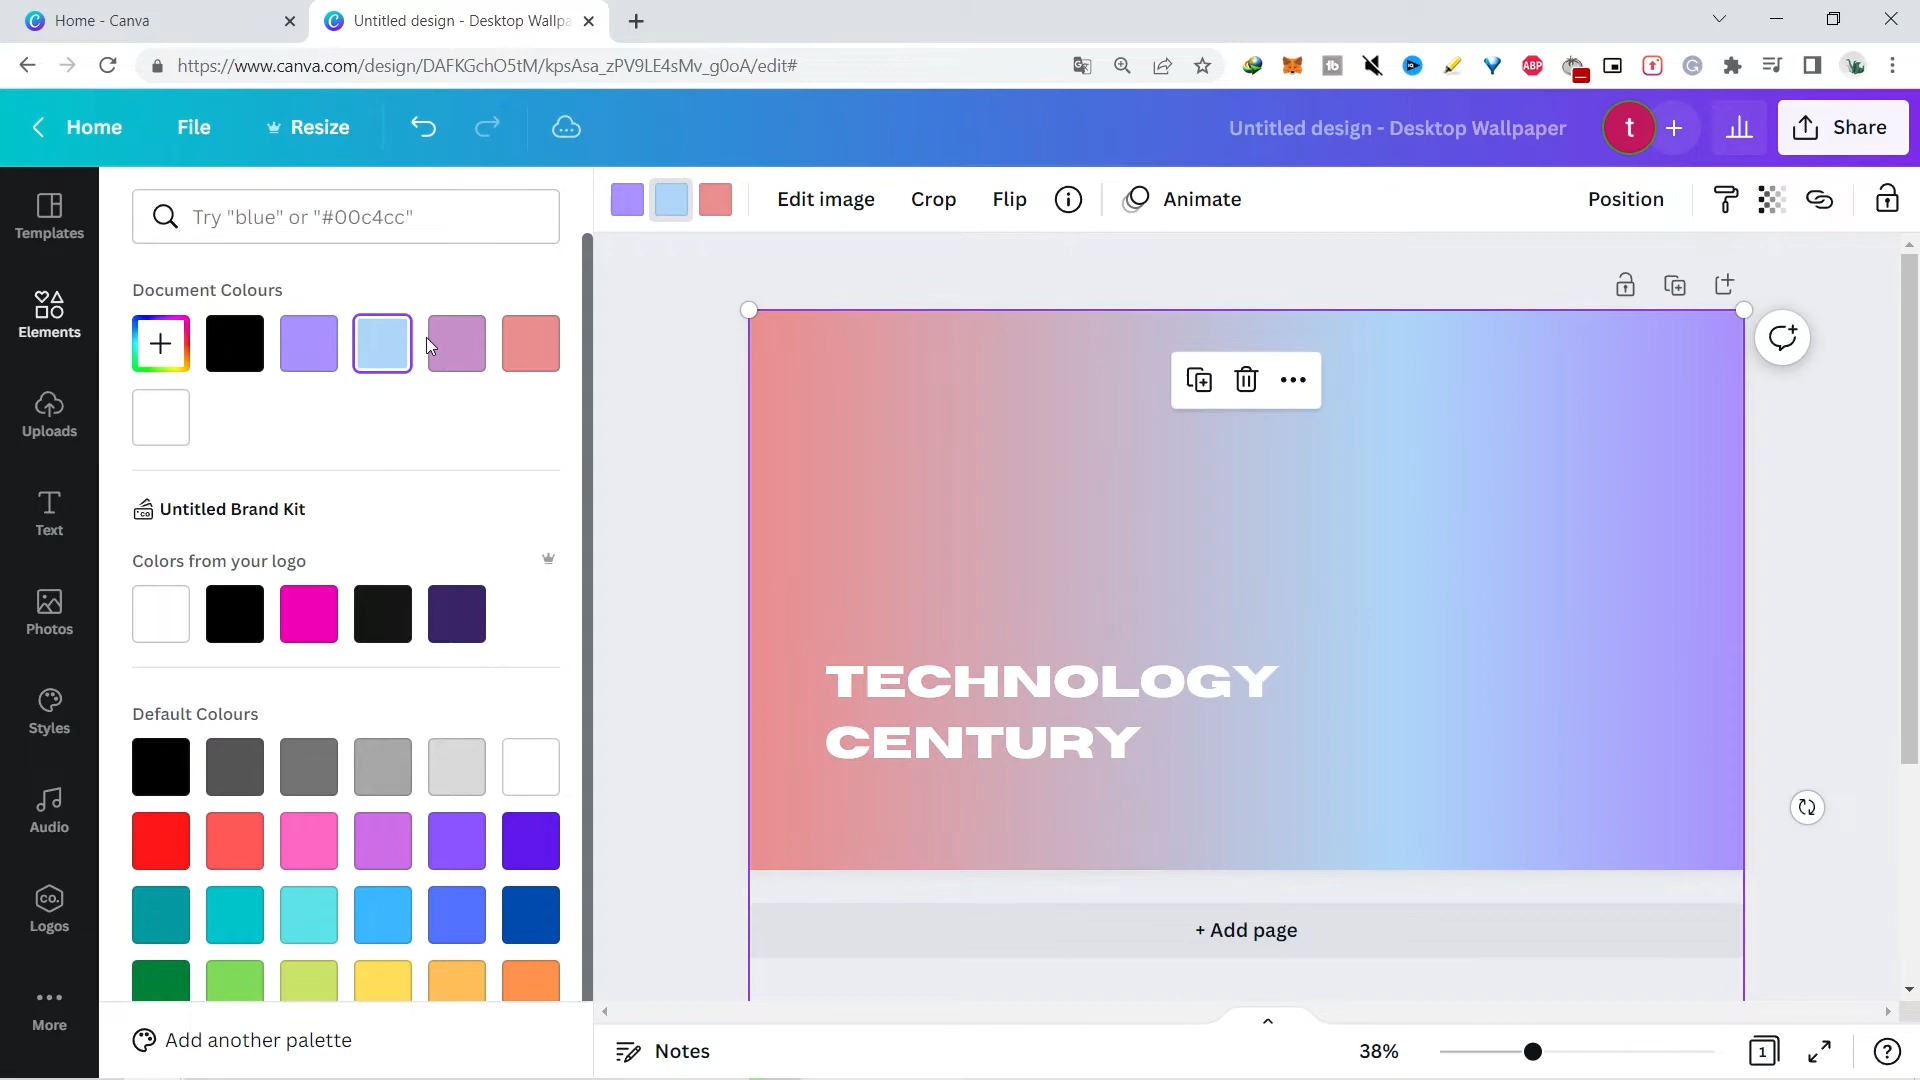 Home - Canva
Untitled design - Desktop Wallpa
https://www.canva.com/design/DAFKGchO5tM/kpsAsa_zPV9LE4sMv_g0oA/edit#
Home
File
Resize
Untitled design - Desktop Wallpaper
t
Share
Templates
Elements
Uploads
Text
Photos
Styles
Audio
Logos
More
Try "blue" or "#00c4cc"
Document Colours
Untitled Brand Kit
Colors from your logo
Default Colours
Add another palette
Edit image
Crop
Flip
Animate
Position
TECHNOLOGY
CENTURY
+ Add page
Notes
38%
1
ABP
tb
co.